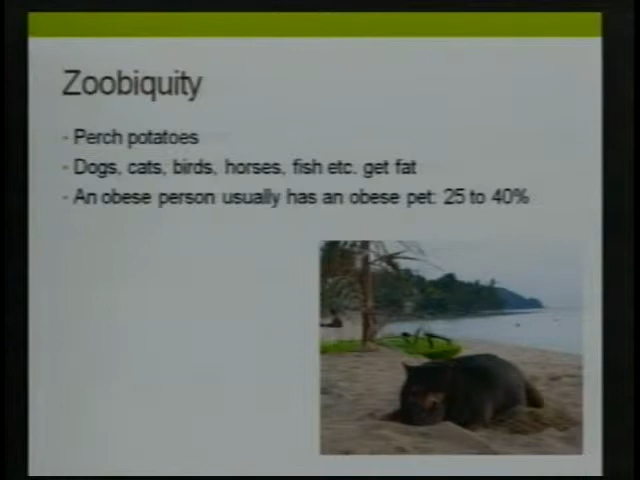 Zoobiquity
- Perch potatoes
- Dogs, cats, birds, horses, fish etc. get fat
- An obese person usually has an obese pet: 25 to 40%